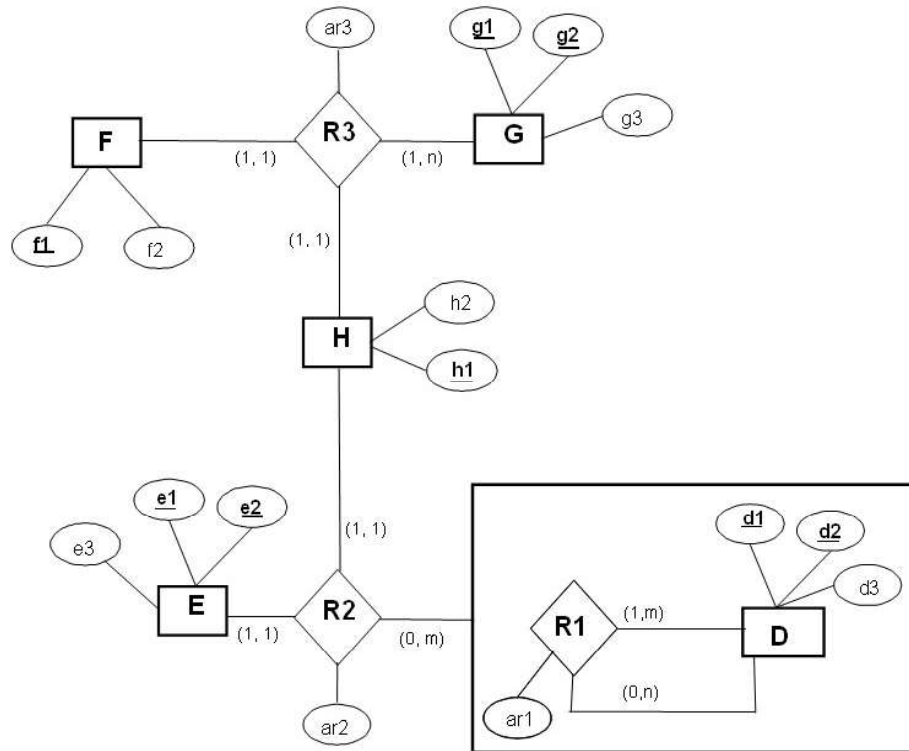 ar3
g1
g2
g3
R3
F
G
(1, 1)
(1, n)
f1
f2
(1, 1)
H
h2
h1
e1
e2
e3
(1, 1)
d1
d2
d3
E
R2
R1
(1,m)
D
(1, 1)
(0, m)
(0,n)
ar1
ar2